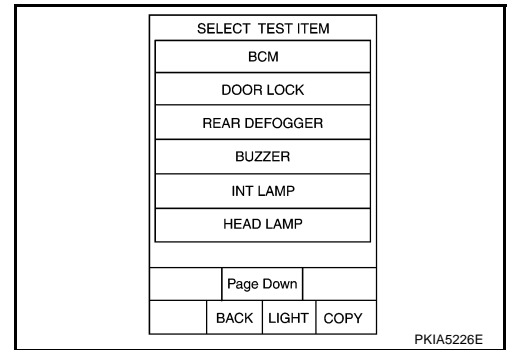 SELECT TEST ITEM
BCM
DOOR LOCK
REAR DEFOGGER
BUZZER
INT LAMP
HEAD LAMP
Page Down
BACK LIGHT COPY
PKIA5226E